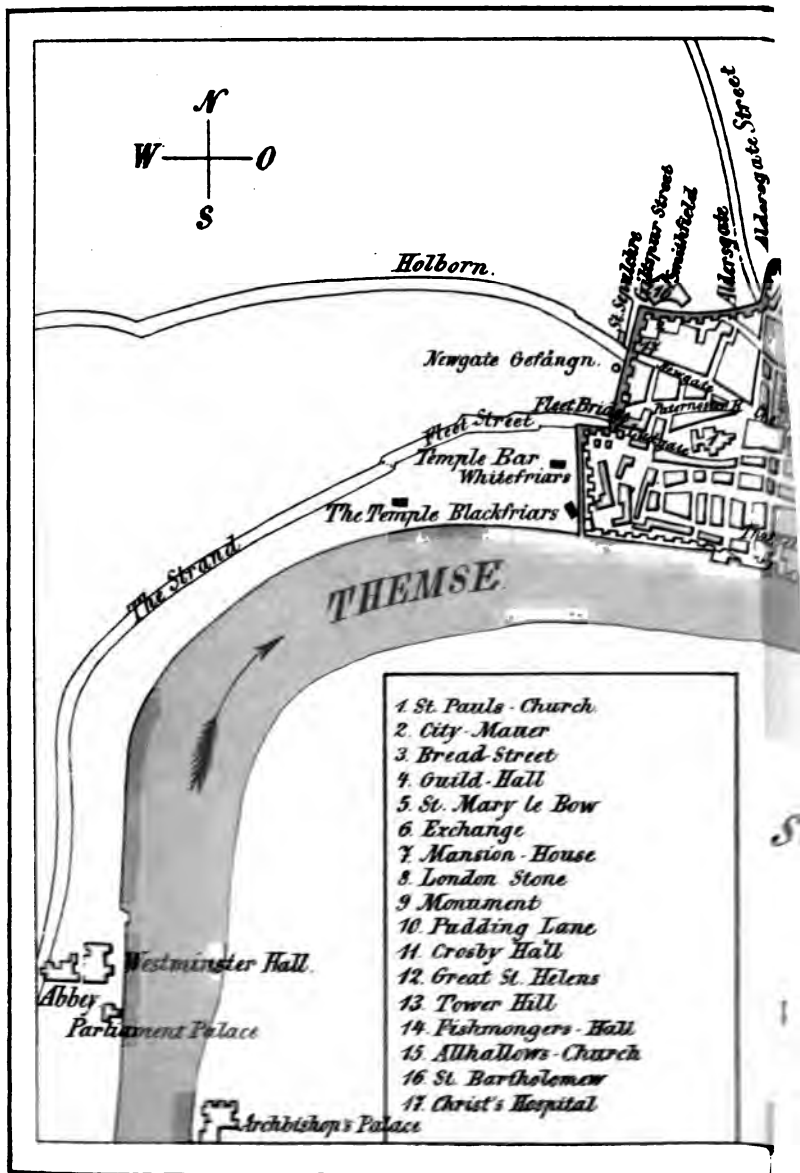 N
W O
S
Aldersgate Street
Aldersgate
Smithfield
Giltspur Street
St. Sepulchre
Holborn.
Newgate Gefängn.
Newgate
Paternoster R.
Fleet Bridge
Fleet Street
Ludgate
Temple Bar
Whitefriars
The Temple Blackfriars
The Strand
THEMSE
1. St. Pauls-Church
2. City-Mauer
3. Bread-Street
4. Guild-Hall
5. St. Mary le Bow
6. Exchange
7. Mansion-House
8. London Stone
9 Monument
10. Pudding Lane
11. Crosby Hall
12. Great St. Helens
13. Tower Hill
14. Fishmongers-Hall
15. Allhallows-Church
16. St. Bartholemew
17. Christ's Hospital
S
Westminster Hall.
Abbey
Parliament Palace
Archbishop's Palace